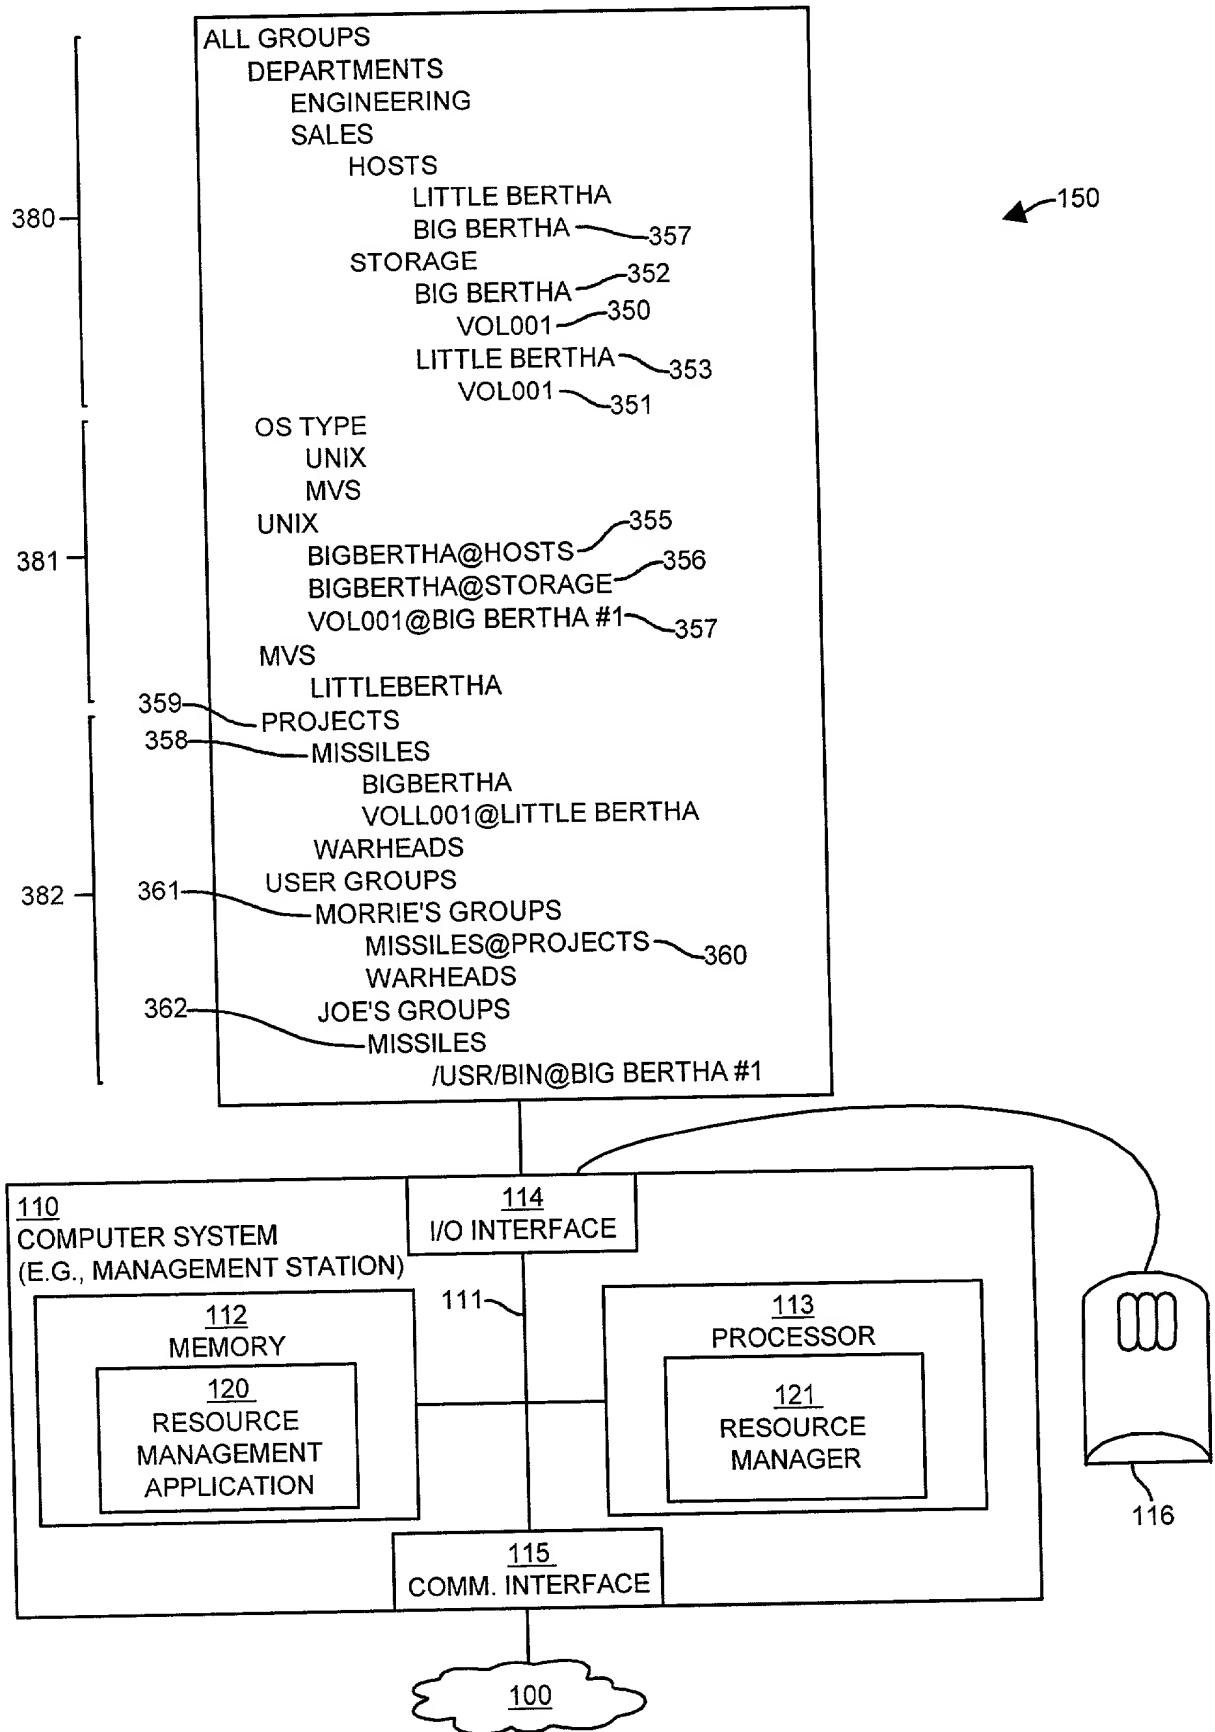 ALL GROUPS
DEPARTMENTS
ENGINEERING
SALES
HOSTS
LITTLE BERTHA
380
150
BIG BERTHA 357
STORAGE
BIG BERTHA 352
VOL001 350
LITTLE BERTHA 353
VOL001 351
OS TYPE
UNIX
MVS
UNIX
381
BIGBERTHA@HOSTS 355
BIGBERTHA@STORAGE 356
VOL001@BIG BERTHA #1 357
MVS
LITTLEBERTHA
359 PROJECTS
358 MISSILES
BIGBERTHA
VOLL001@LITTLE BERTHA
WARHEADS
382
USER GROUPS
361 MORRIE'S GROUPS
MISSILES@PROJECTS 360
WARHEADS
JOE'S GROUPS
362 MISSILES
/USR/BIN@BIG BERTHA #1
110
COMPUTER SYSTEM
(E.G., MANAGEMENT STATION)
114
I/O INTERFACE
111
112
MEMORY
120
RESOURCE
MANAGEMENT
APPLICATION
113
PROCESSOR
121
RESOURCE
MANAGER
116
115
COMM. INTERFACE
100